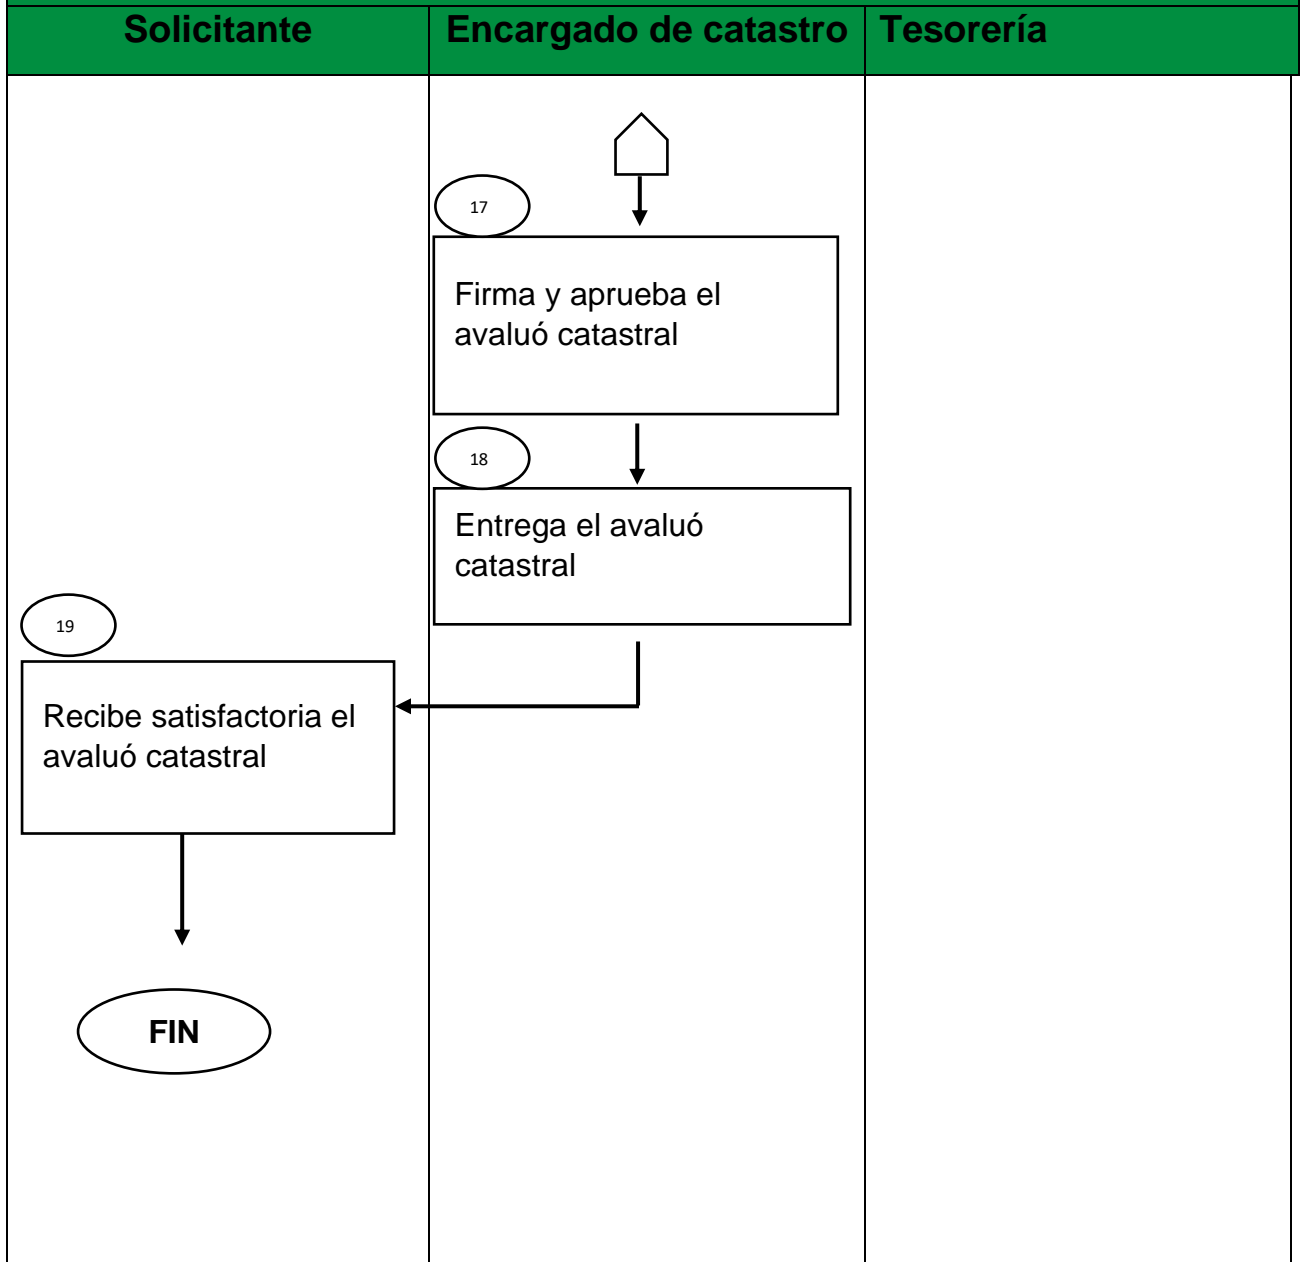 Solicitante
Encargado de catastro
Tesorería
17
Firma y aprueba el
avaluó catastral
18
Entrega el avaluó
catastral
19
Recibe satisfactoria el
avaluó catastral
FIN